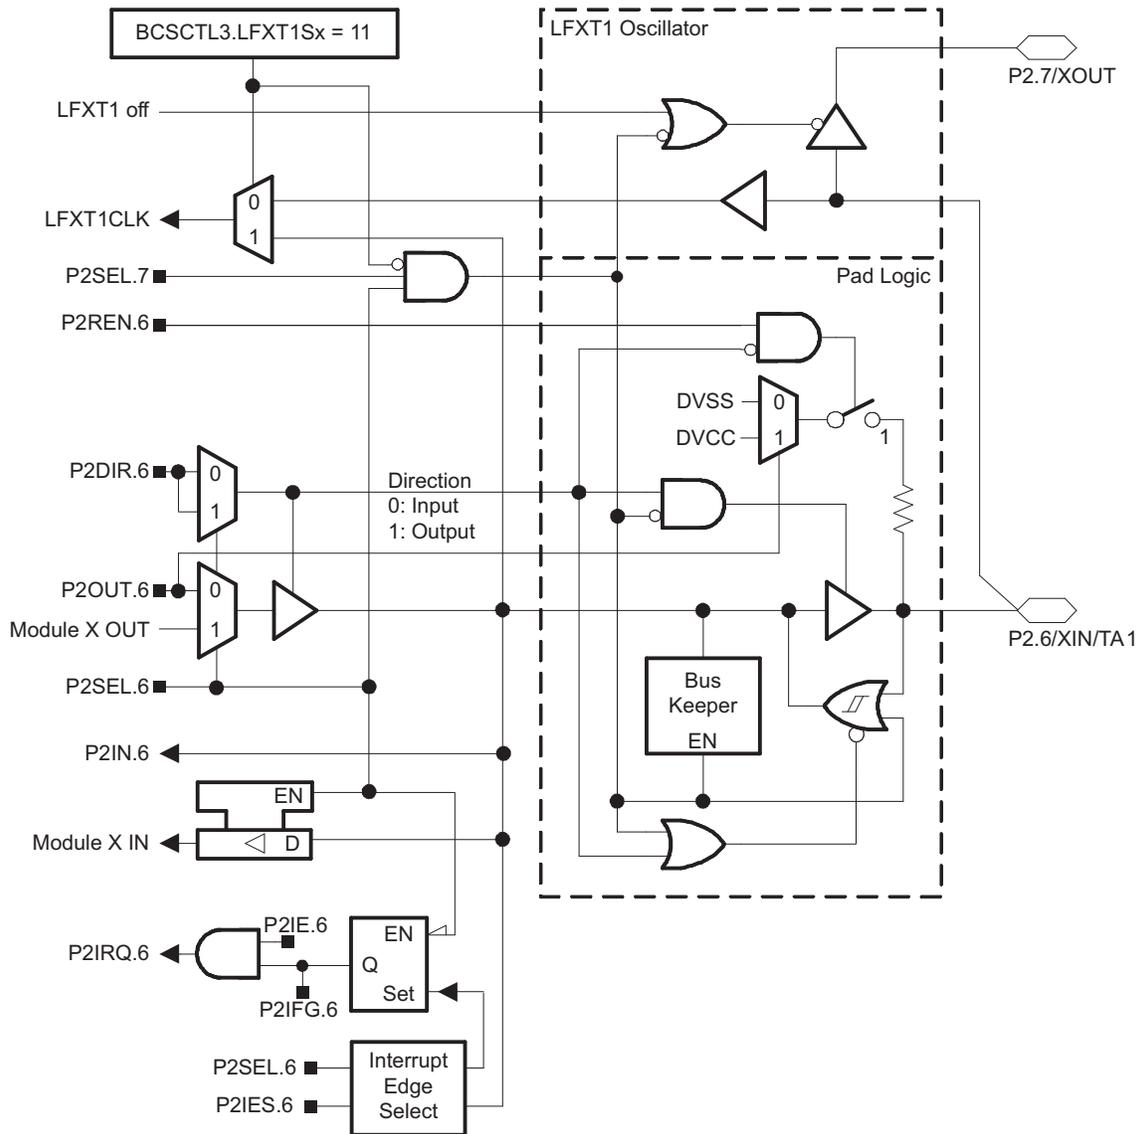 BCSCTL3.LFXT1Sx = 11
LFXT1 Oscillator
P2.7/XOUT
LFXT1 off
0
LFXT1CLK
1
P2SEL.7
Pad Logic
P2REN.6
DVSS
0
DVCC
1
1
P2DIR.6
0
1
Direction
0: Input
1: Output
P2OUT.6
0
Module X OUT
1
P2.6/XIN/TA1
P2SEL.6
Bus
Keeper
EN
P2IN.6
EN
Module X IN
D
P2IE.6
EN
P2IRQ.6
Q
Set
P2IFG.6
P2SEL.6
P2IES.6
Interrupt
Edge
Select